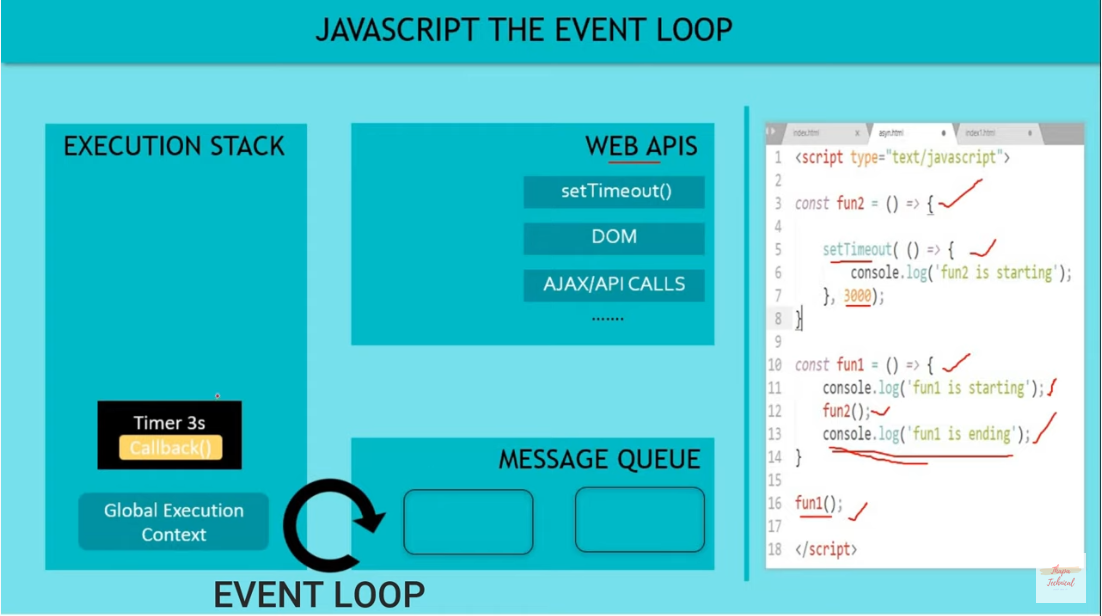 JAVASCRIPT THE EVENT LOOP
EXECUTION STACK
Timer 3s
Callback()
Global Execution
Context
EVENT LOOP
WEB APIS
setTimeout()
DOM
AJAX/API CALLS
.......
MESSAGE QUEUE
index.html x asyn.html index1.html
1 <script type="text/javascript">
2
3 const fun2 = () => {
4
5 setTimeout( () => {
6 console.log('fun2 is starting');
7 }, 3000);
8 }
9
10 const fun1 = () => {
11 console.log('fun1 is starting');
12 fun2();
13 console.log('fun1 is ending');
14 }
15
16 fun1();
17
18 </script>
Thapa
Technical